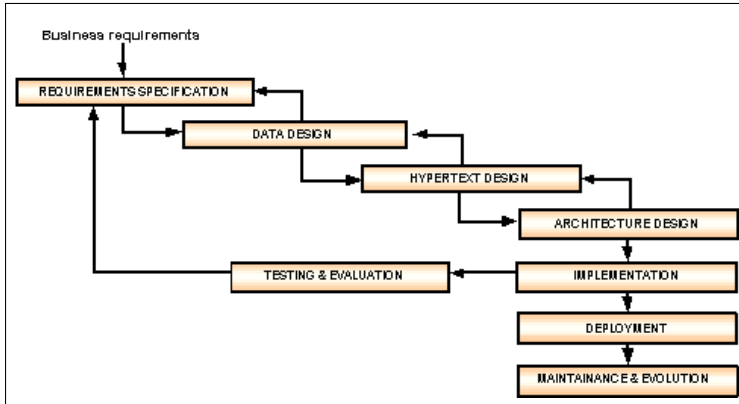 Business requirements
REQUIREMENTS SPECIFICATION
DATA DESIGN
HYPERTEXT DESIGN
ARCHITECTURE DESIGN
TESTING & EVALUATION
IMPLEMENTATION
DEPLOYMENT
MAINTAINANCE & EVOLUTION